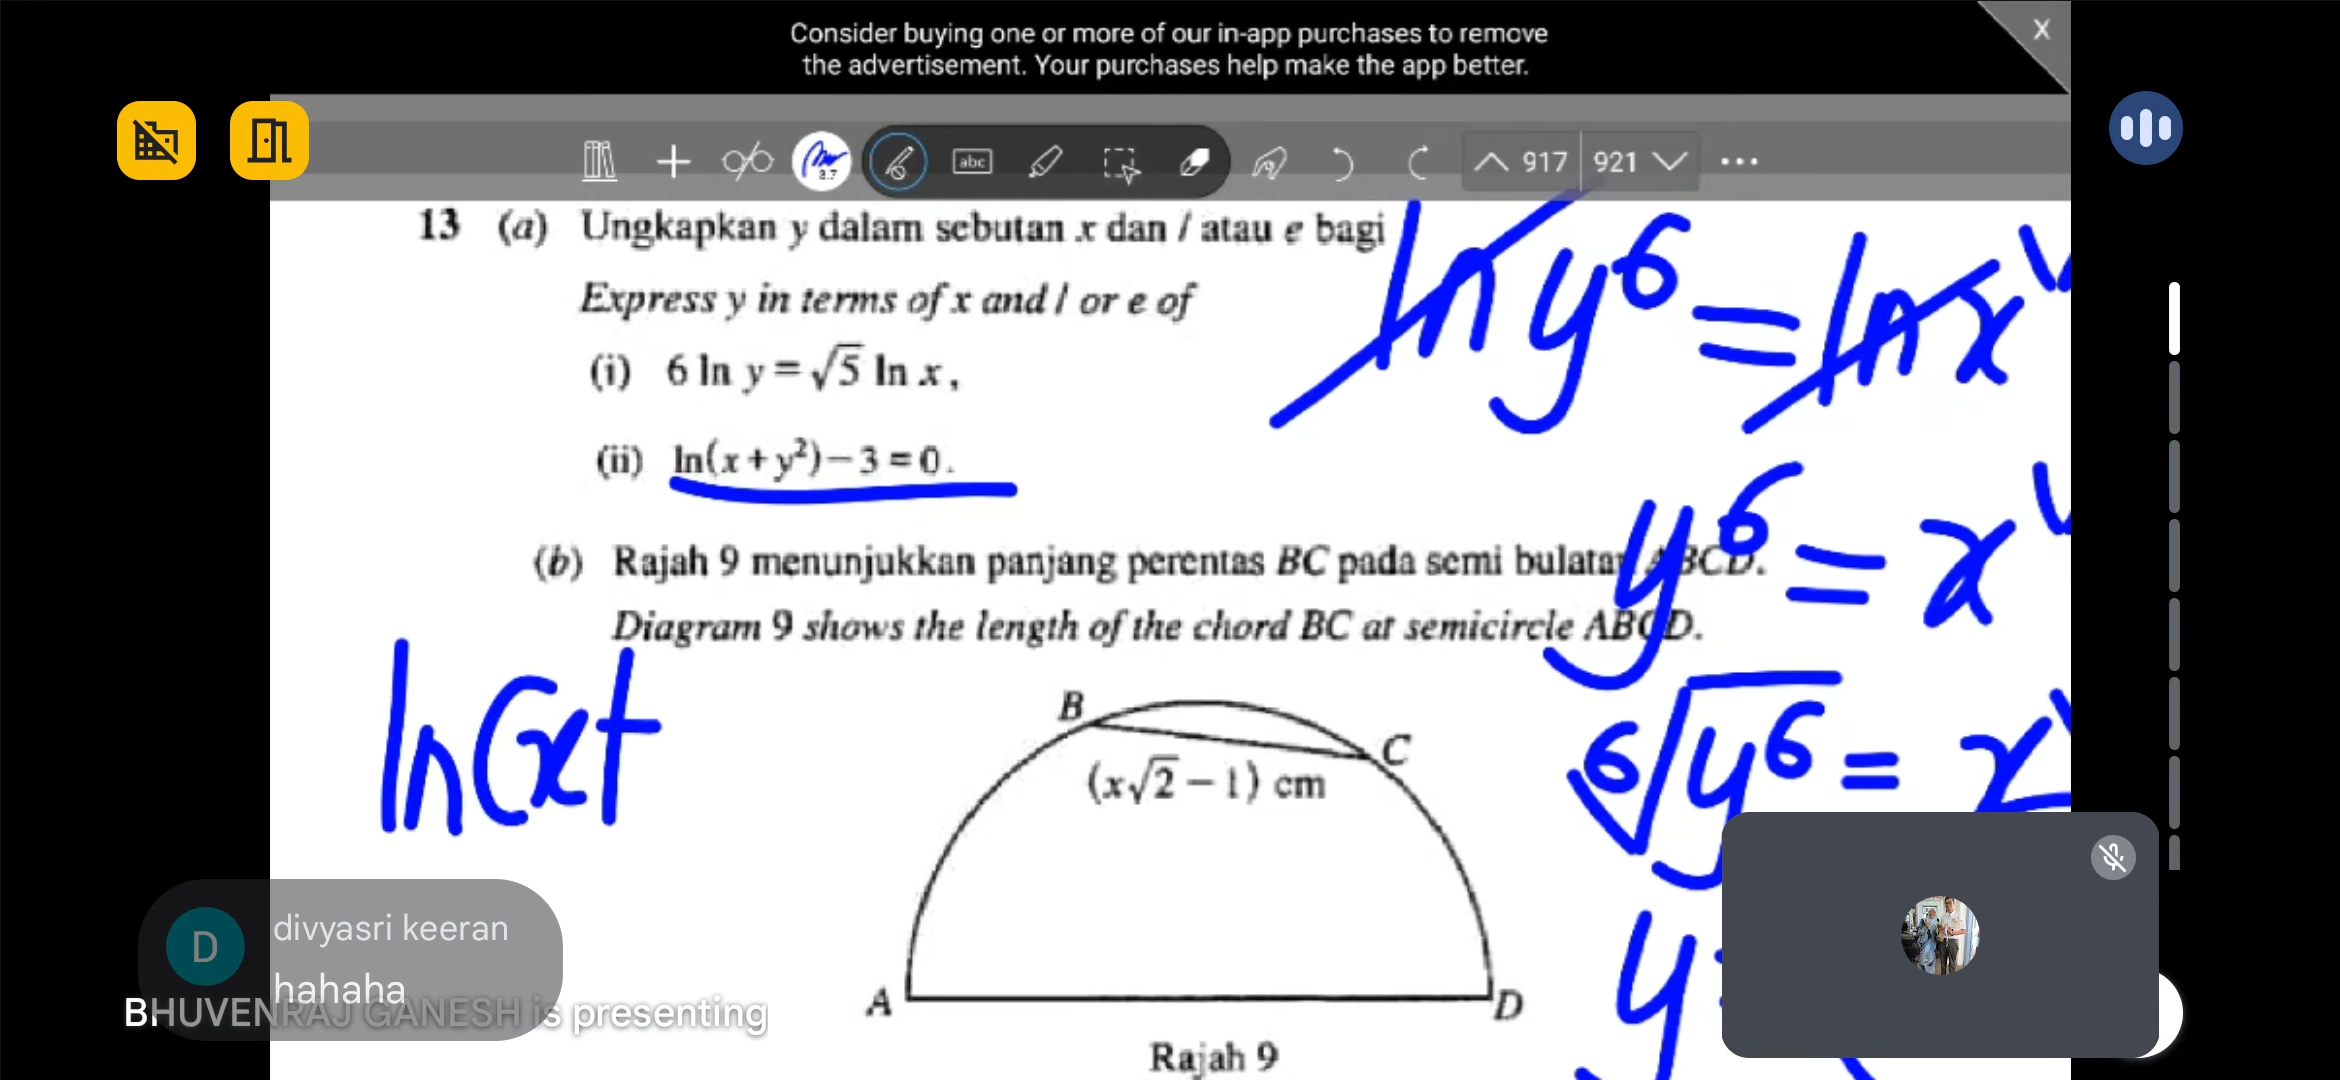 Consider buying one or more of our in-app purchases to remove
the advertisement. Your purchases help make the app better.
X
abc
917 921
13 (a) Ungkapkan y dalam sebutan x dan / atau e bagi
Express y in terms of x and / or e of
(i) 6 ln y = √5 ln x,
(ii) ln(x + y²) − 3 = 0.
ln y⁶ = ln x
y⁶ = x
(b) Rajah 9 menunjukkan panjang perentas BC pada semi bulatan ABCD.
Diagram 9 shows the length of the chord BC at semicircle ABCD.
ln(x+
⁶√y⁶ = x
y
B
C
(x√2 − 1) cm
A
D
Rajah 9
D
divyasri keeran
hahaha
BHUVENRAJ GANESH is presenting